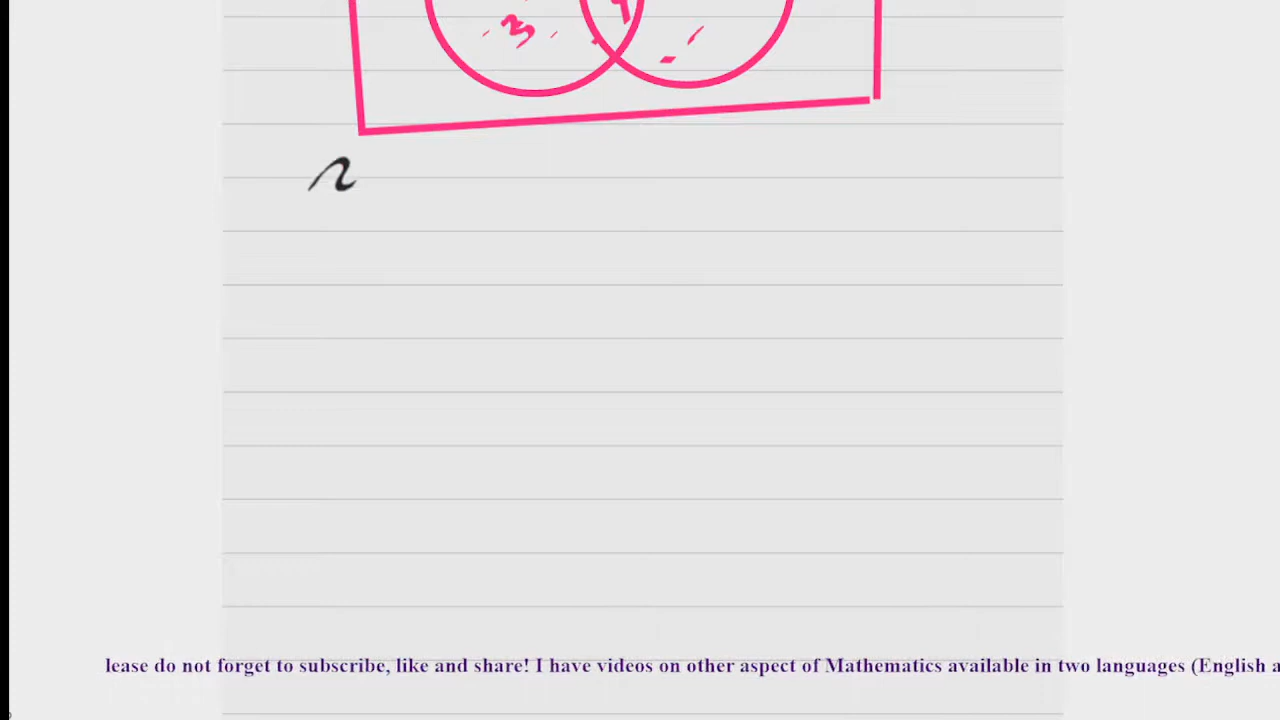 3
n
lease do not forget to subscribe, like and share! I have videos on other aspect of Mathematics available in two languages (English a